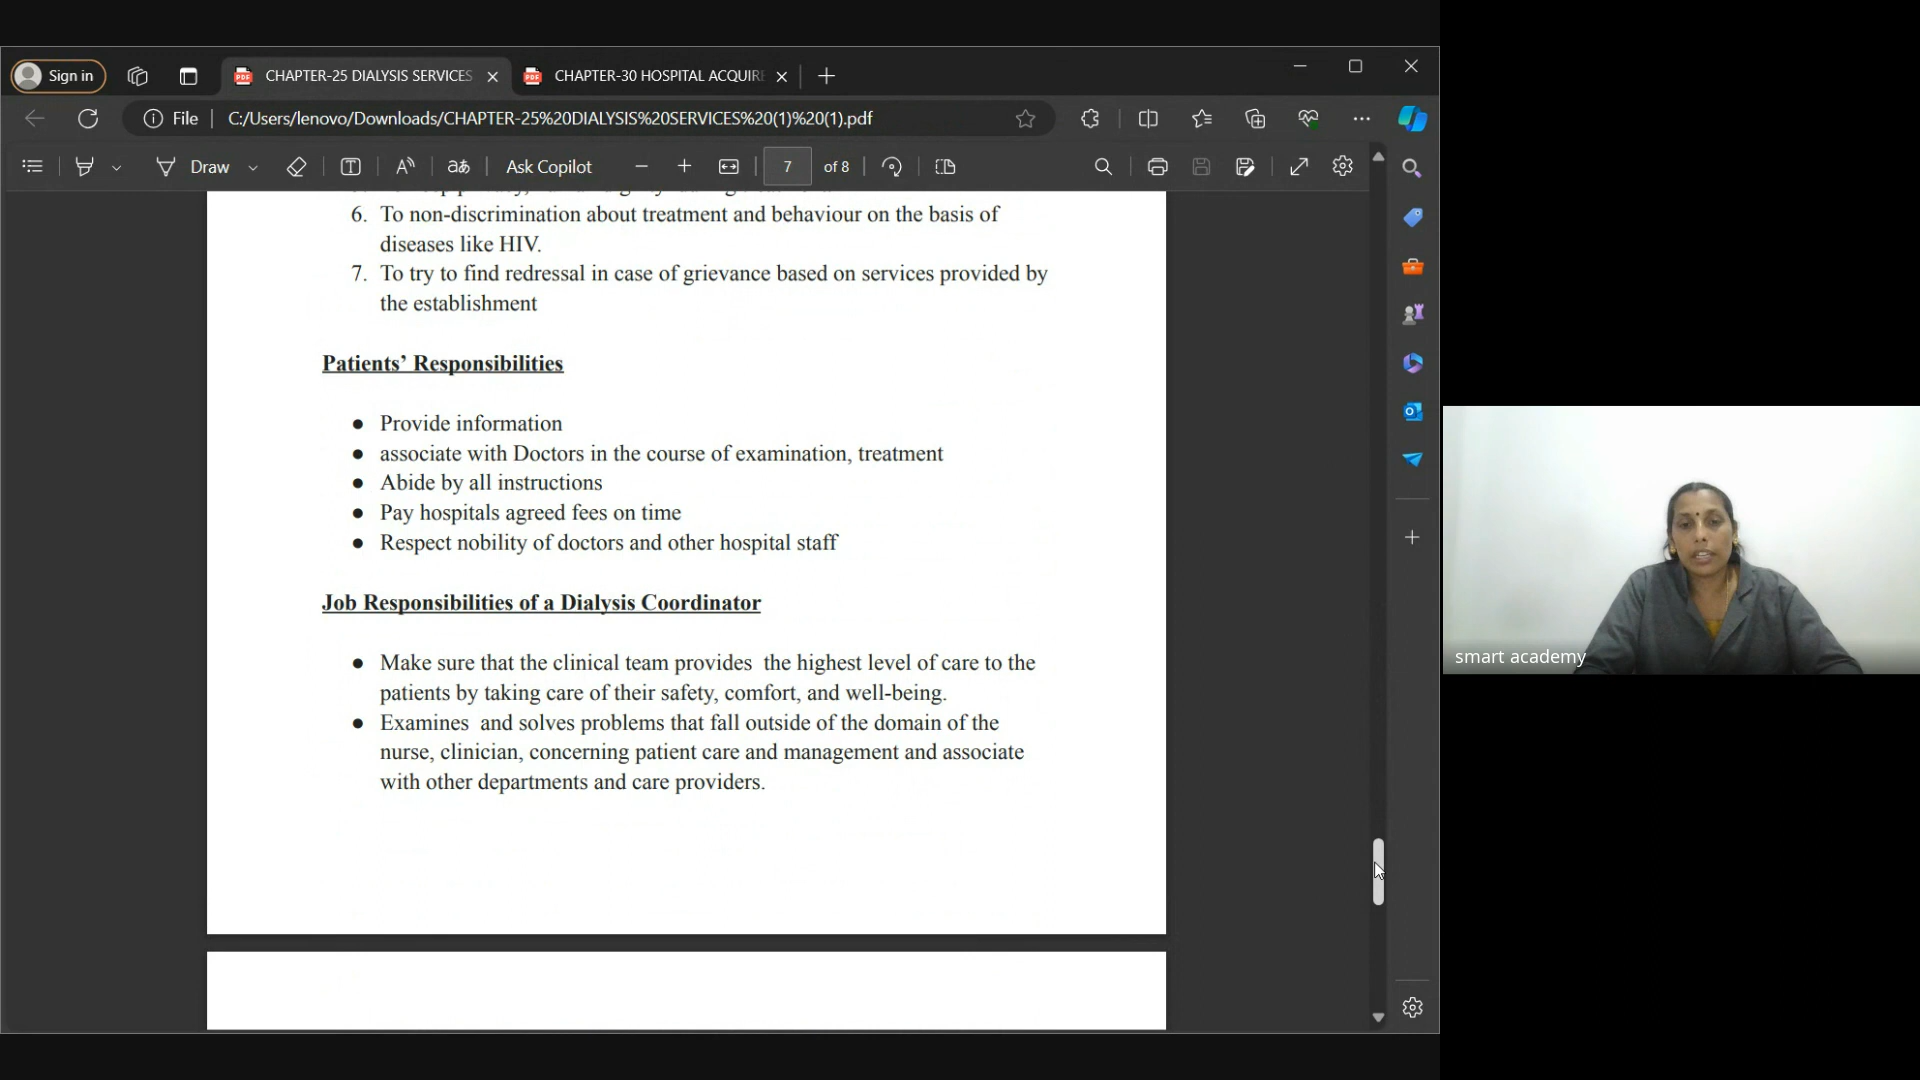 Sign in
CHAPTER-25 DIALYSIS SERVICES
CHAPTER-30 HOSPITAL ACQUIRE
File
C:/Users/lenovo/Downloads/CHAPTER-25%20DIALYSIS%20SERVICES%20(1)%20(1).pdf
Draw
Ask Copilot
7 of 8
6. To non-discrimination about treatment and behaviour on the basis of
diseases like HIV.
7. To try to find redressal in case of grievance based on services provided by
the establishment
Patients’ Responsibilities
● Provide information
● associate with Doctors in the course of examination, treatment
● Abide by all instructions
● Pay hospitals agreed fees on time
● Respect nobility of doctors and other hospital staff
Job Responsibilities of a Dialysis Coordinator
● Make sure that the clinical team provides  the highest level of care to the
patients by taking care of their safety, comfort, and well-being.
● Examines  and solves problems that fall outside of the domain of the
nurse, clinician, concerning patient care and management and associate
with other departments and care providers.
smart academy